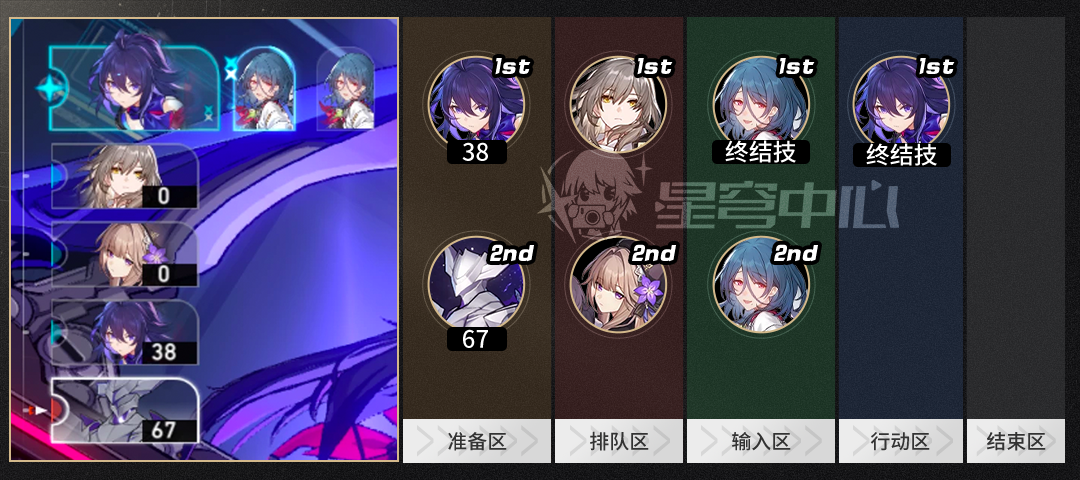 0
0
38
67
1st
38
2nd
67
准备区
1st
2nd
排队区
1st
终结技
2nd
输入区
1st
终结技
行动区
结束区
星穹中心